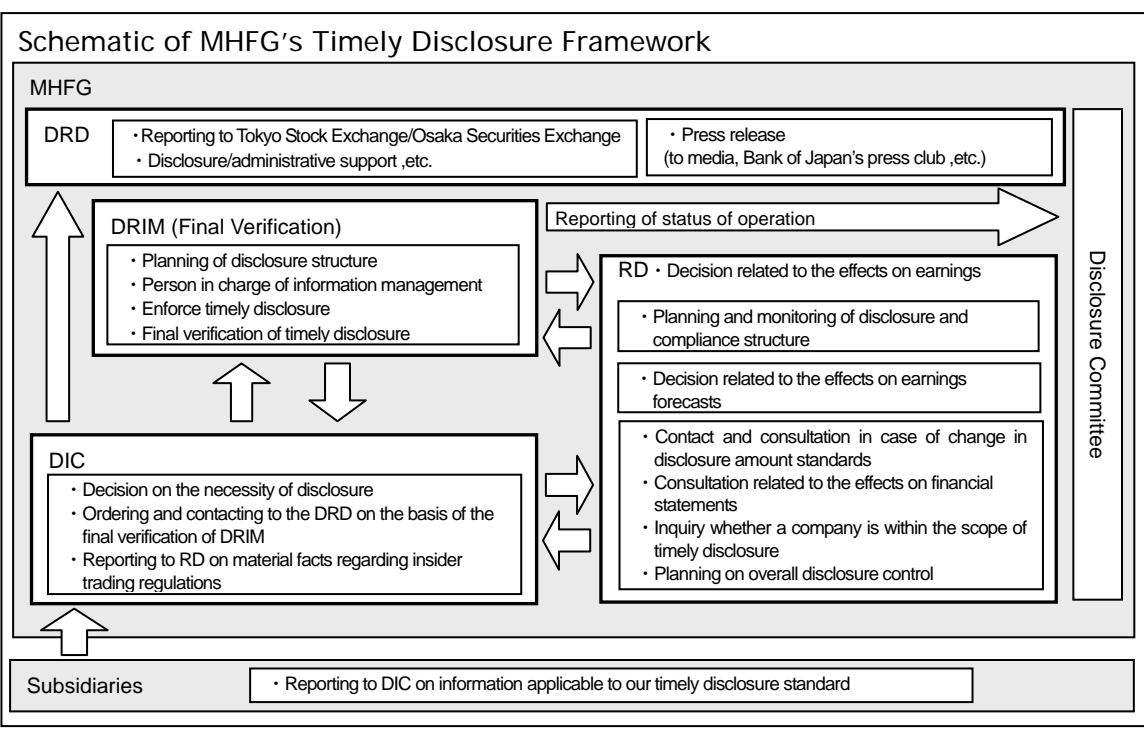 Schematic of MHFG's Timely Disclosure Framework
MHFG
DRD
・Reporting to Tokyo Stock Exchange/Osaka Securities Exchange
・Disclosure/administrative support ,etc.
・Press release
(to media, Bank of Japan's press club ,etc.)
DRIM (Final Verification)
・Planning of disclosure structure
・Person in charge of information management
・Enforce timely disclosure
・Final verification of timely disclosure
Reporting of status of operation
RD・Decision related to the effects on earnings
・Planning and monitoring of disclosure and
compliance structure
・Decision related to the effects on earnings
forecasts
・Contact and consultation in case of change in
disclosure amount standards
・Consultation related to the effects on financial
statements
・Inquiry whether a company is within the scope of
timely disclosure
・Planning on overall disclosure control
DIC
・Decision on the necessity of disclosure
・Ordering and contacting to the DRD on the basis of the
final verification of DRIM
・Reporting to RD on material facts regarding insider
trading regulations
Disclosure Committee
Subsidiaries
・Reporting to DIC on information applicable to our timely disclosure standard